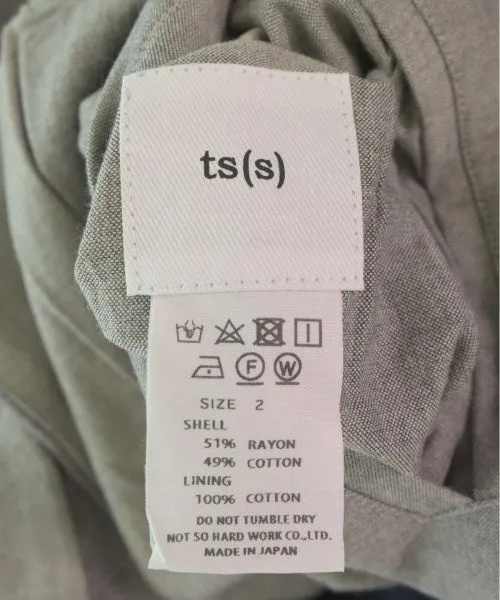 ts(s)
F W
SIZE 2
SHELL
51% RAYON
49% COTTON
LINING
100% COTTON
DO NOT TUMBLE DRY
NOT SO HARD WORK CO.,LTD.
MADE IN JAPAN